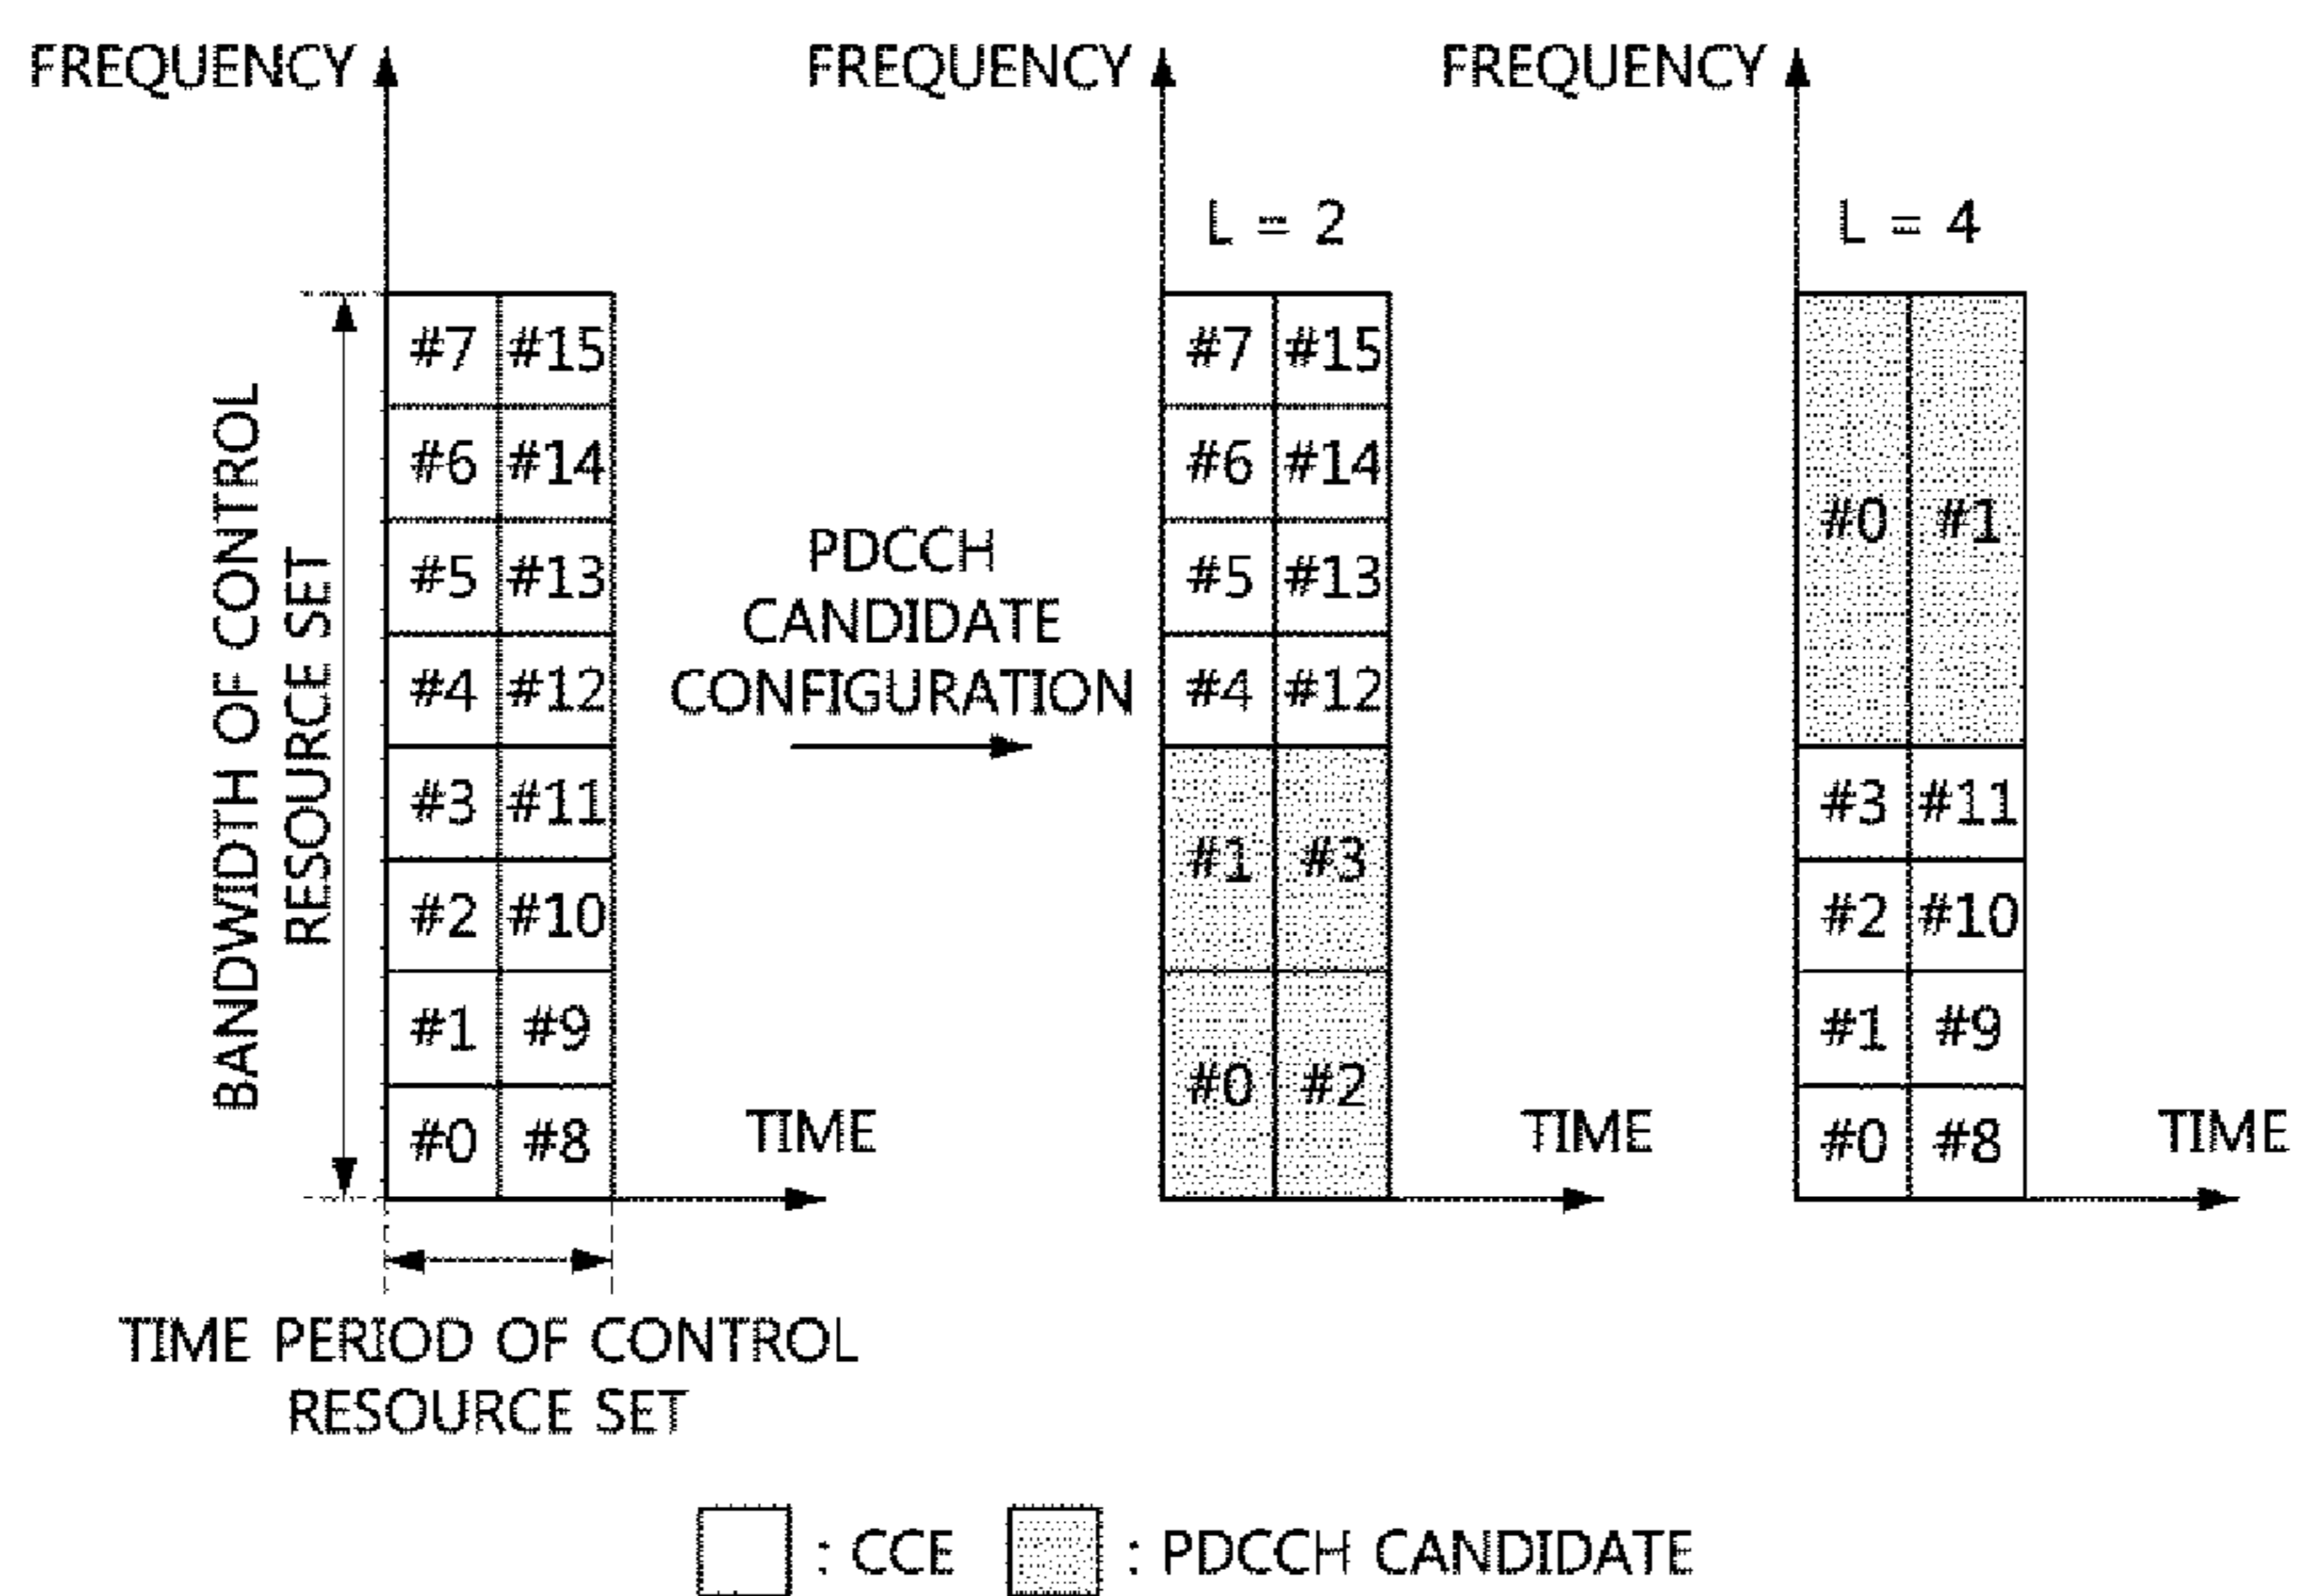 FREQUENCY
BANDWIDTH OF CONTROL
RESOURCE SET
#7 #15
#6 #14
#5 #13
#4 #12
#3 #11
#2 #10
#1 #9
#0 #8
TIME
TIME PERIOD OF CONTROL
RESOURCE SET
PDCCH
CANDIDATE
CONFIGURATION
FREQUENCY
L = 2
#7 #15
#6 #14
#5 #13
#4 #12
#1 #3
#0 #2
TIME
FREQUENCY
L = 4
#0 #1
#3 #11
#2 #10
#1 #9
#0 #8
TIME
: CCE
: PDCCH CANDIDATE